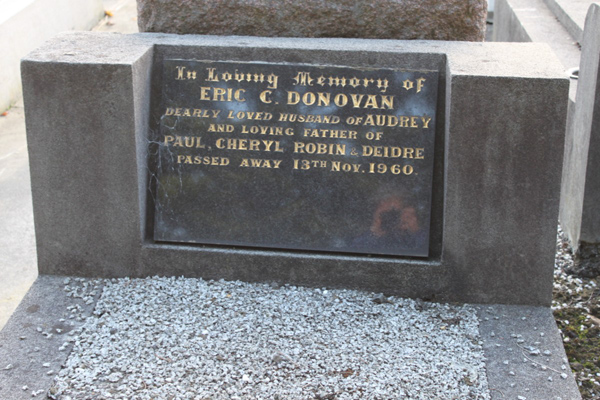 In Loving Memory of
ERIC C. DONOVAN
DEARLY LOVED HUSBAND OF AUDREY
AND LOVING FATHER OF
PAUL, CHERYL ROBIN & DEIDRE
PASSED AWAY 13TH NOV. 1960.